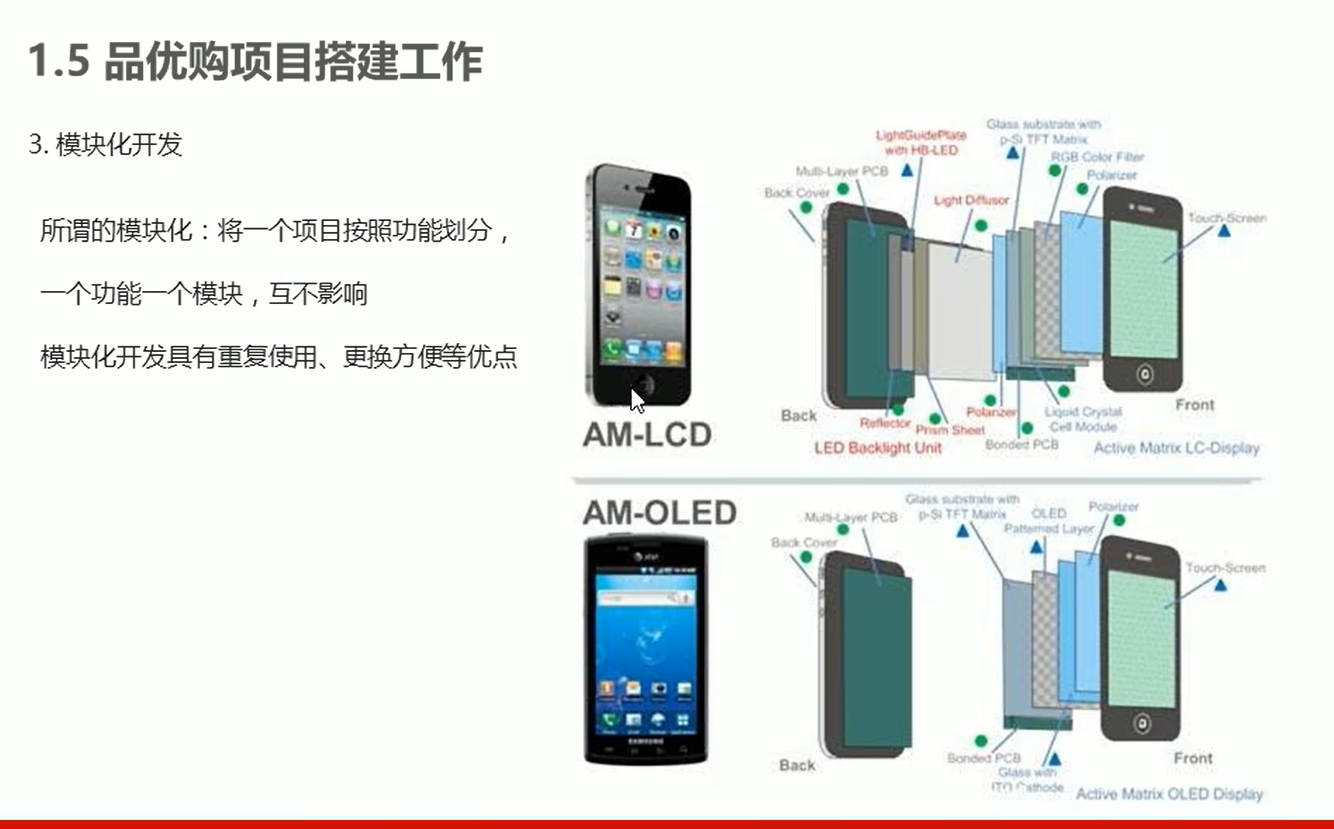 1.5 品优购项目搭建工作
3. 模块化开发
所谓的模块化：将一个项目按照功能划分，
一个功能一个模块，互不影响
模块化开发具有重复使用、更换方便等优点
AM-LCD
LightGuidePlate
with HB-LED
Glass substrate with
p-Si TFT Matrix
RGB Color Filter
Polarizer
Multi-Layer PCB
Back Cover
Light Diffusor
Touch-Screen
Back
Reflector
Prism Sheet
Polarizer
Bonded PCB
Liquid Crystal
Cell Module
Front
LED Backlight Unit
Active Matrix LC-Display
AM-OLED
Glass substrate with
p-Si TFT Matrix
OLED
Patterned Layer
Polarizer
Multi-Layer PCB
Back Cover
Touch-Screen
at&t
SAMSUNG
Back
Bonded PCB
Glass with
ITO Cathode
Front
Active Matrix OLED Display